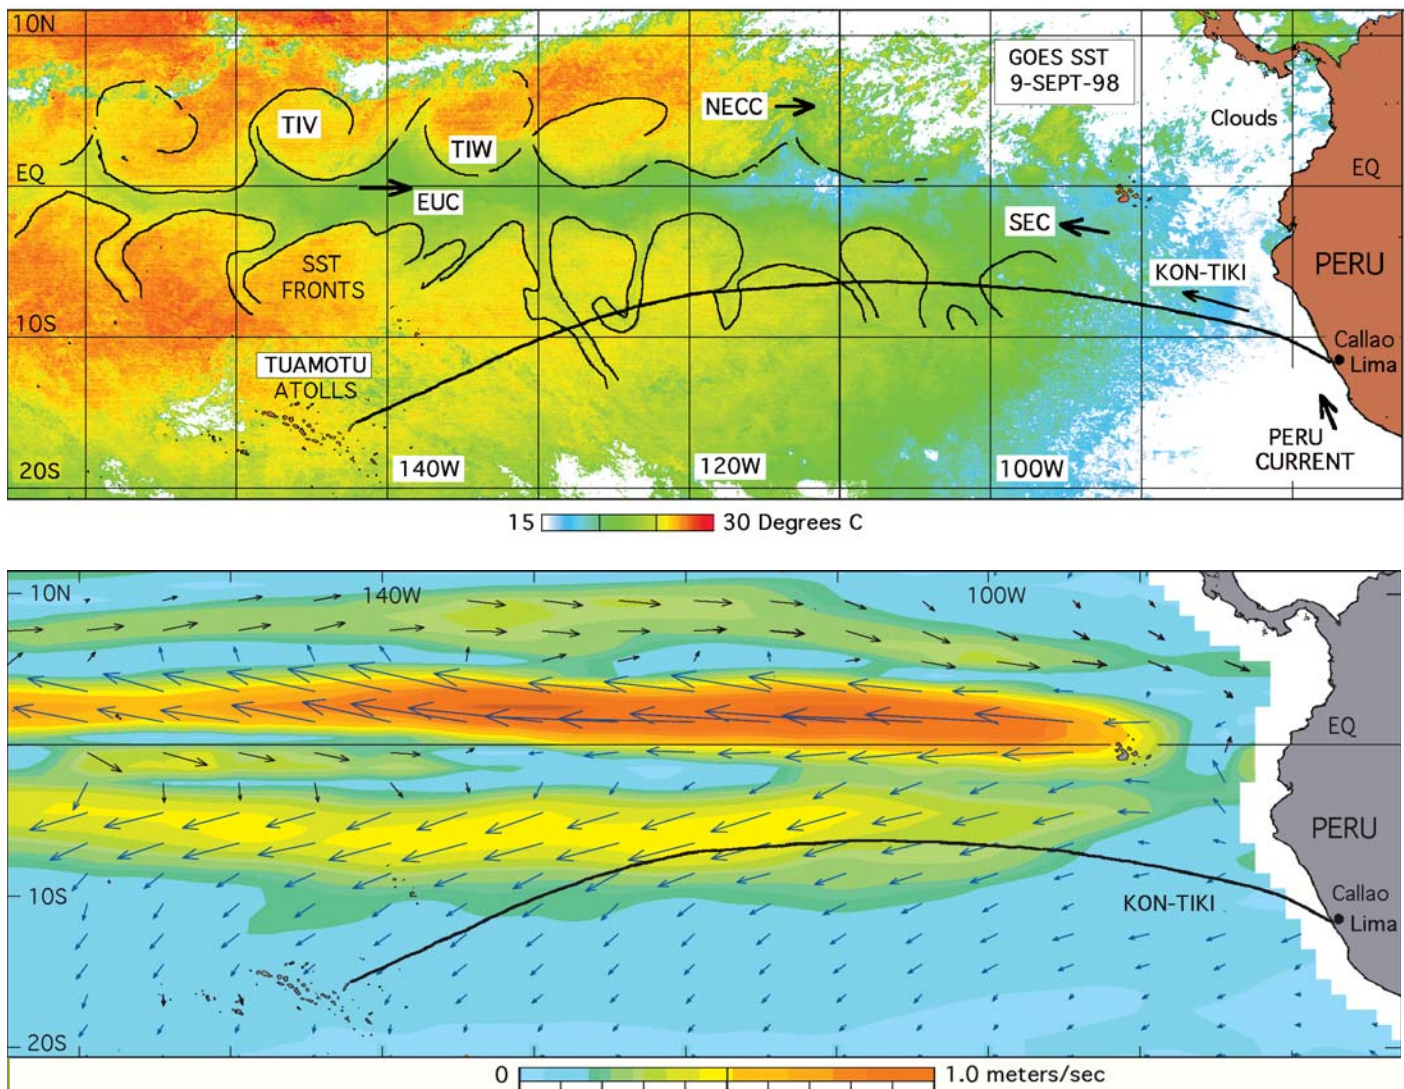 10N
GOES SST
9-SEPT-98
NECC
Clouds
TIV
TIW
EQ
EQ
EUC
SEC
SST
FRONTS
KON-TIKI
PERU
10S
Callao
Lima
TUAMOTU
ATOLLS
PERU
CURRENT
20S
140W
120W
100W
15
30 Degrees C
10N
140W
100W
EQ
PERU
10S
KON-TIKI
Callao
Lima
20S
0
1.0 meters/sec